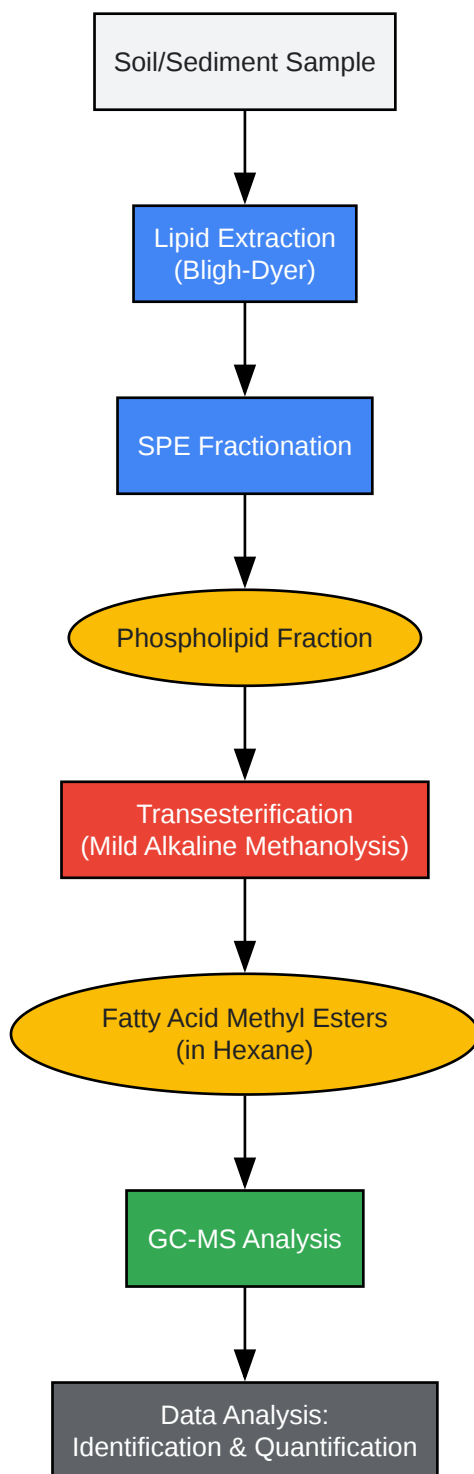 Soil/Sediment Sample
Lipid Extraction
(Bligh-Dyer)
SPE Fractionation
Phospholipid Fraction
Transesterification
(Mild Alkaline Methanolysis)
Fatty Acid Methyl Esters
(in Hexane)
GC-MS Analysis
Data Analysis:
Identification & Quantification